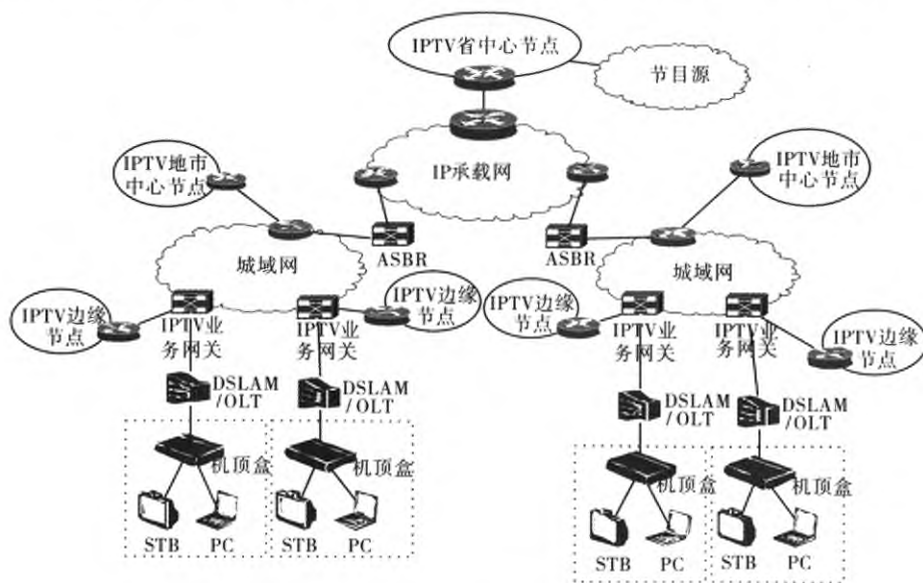 IPTV省中心节点
节目源
IPTV地市
中心节点
IP承载网
IPTV地市
中心节点
ASBR
ASBR
城域网
城域网
IPTV边缘
节点
IPTV业
务网关
IPTV业
务网关
IPTV边缘
节点
IPTV边缘
节点
IPTV业
务网关
IPTV业
务网关
IPTV边缘
节点
DSLAM
/OLT
DSLAM
/OLT
DSLAM
/OLT
DSLAM
/OLT
机顶盒
机顶盒
机顶盒
机顶盒
STB
PC
STB
PC
STB
PC
STB
PC